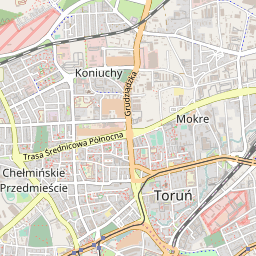 Koniuchy
Grudziądzka
Mokre
Trasa Średnicowa Północna
Chełmińskie
Przedmieście
Toruń